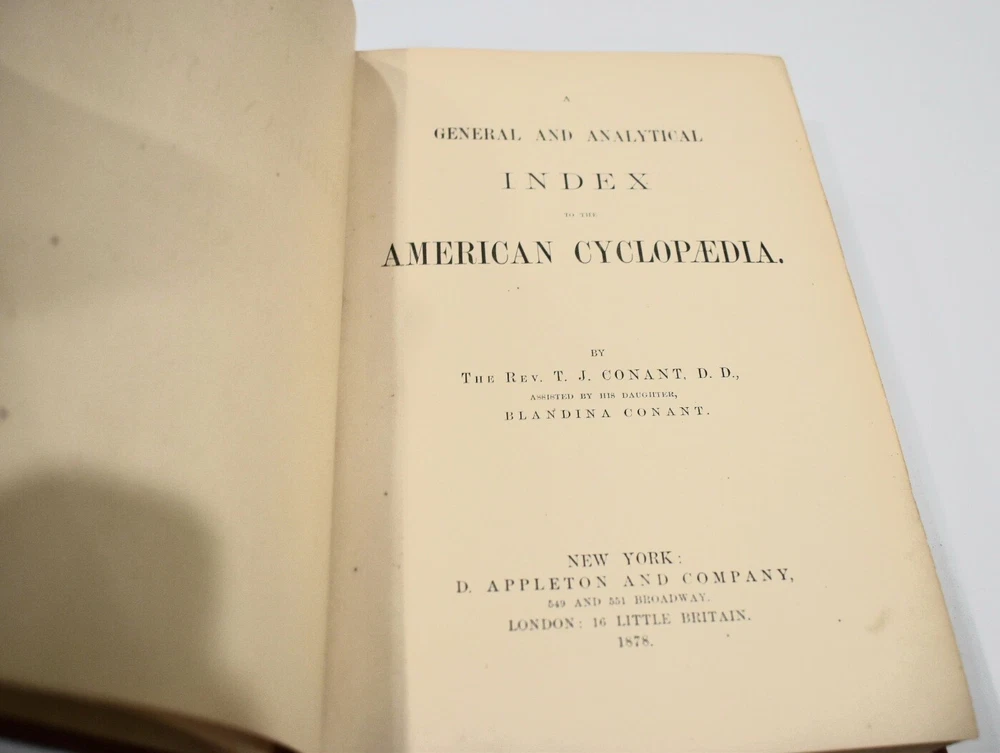 A
GENERAL AND ANALYTICAL
INDEX
TO THE
AMERICAN CYCLOPÆDIA.
BY
THE REV. T. J. CONANT, D. D.,
ASSISTED BY HIS DAUGHTER,
BLANDINA CONANT.
NEW YORK:
D. APPLETON AND COMPANY,
549 AND 551 BROADWAY.
LONDON: 16 LITTLE BRITAIN.
1878.